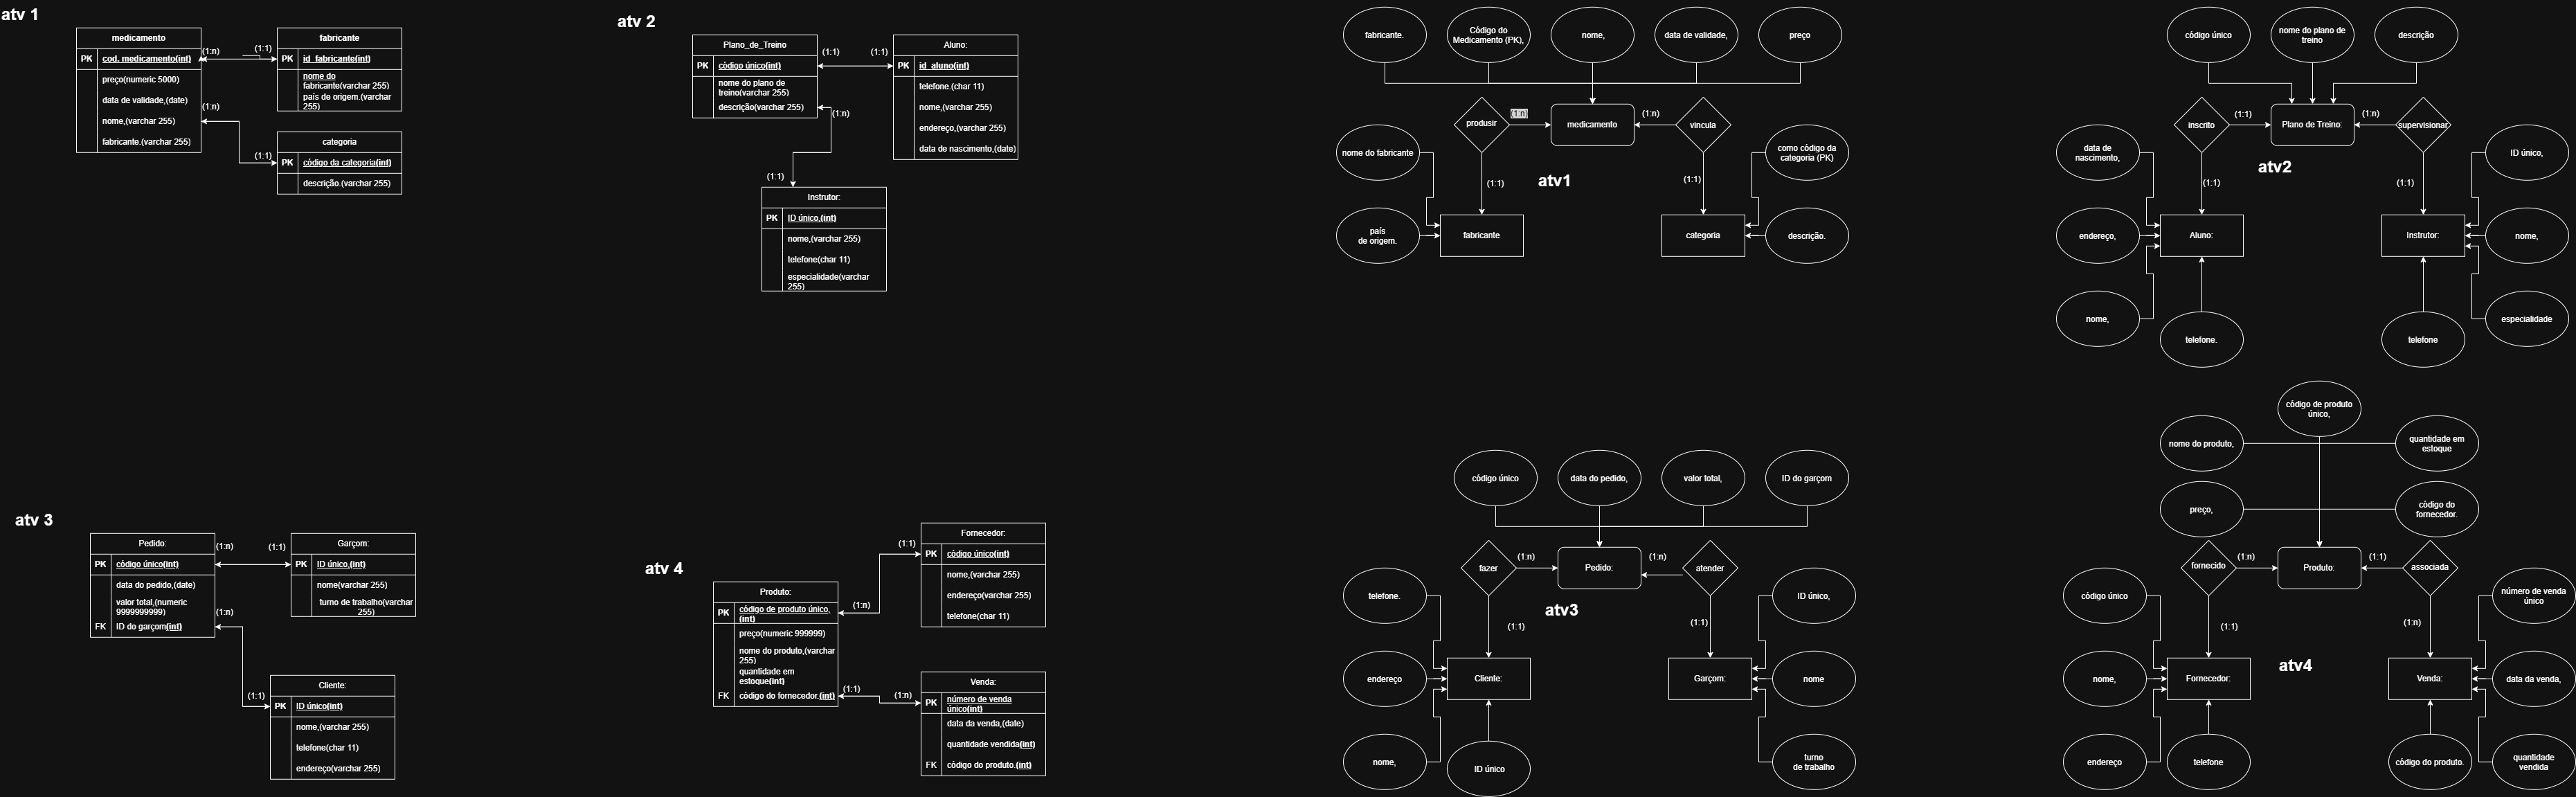 atv 1
medicamento
PK
cod. medicamento(int)
preço(numeric 5000)
data de validade,(date)
nome,(varchar 255)
fabricante.(varchar 255)
(1:n)
(1:1)
fabricante
PK
id_fabricante(int)
nome do
fabricante(varchar 255)
país de origem.(varchar
255)
(1:n)
(1:1)
categoria
PK
código da categoria(int)
descrição.(varchar 255)
atv 2
Plano_de_Treino
PK
código único(int)
nome do plano de
treino(varchar 255)
descrição(varchar 255)
(1:1)
(1:1)
Aluno:
PK
id_aluno(int)
telefone.(char 11)
nome,(varchar 255)
endereço,(varchar 255)
data de nascimento,(date)
(1:n)
(1:1)
Instrutor:
PK
ID único,(int)
nome,(varchar 255)
telefone(char 11)
especialidade(varchar
255)
fabricante.
Código do
Medicamento (PK),
nome,
data de validade,
preço
produsir
(1:n)
medicamento
(1:n)
vincula
nome do fabricante
como código da
categoria (PK)
(1:1)
atv1
(1:1)
país
de origem.
fabricante
categoria
descrição.
código único
nome do plano de
treino
descrição
inscrito
(1:1)
Plano de Treino:
(1:n)
supervisionar
data de
nascimento,
atv2
ID único,
(1:1)
(1:1)
endereço,
Aluno:
Instrutor:
nome,
nome,
telefone.
telefone
especialidade
atv 3
Pedido:
PK
código único(int)
data do pedido,(date)
valor total,(numeric
9999999999)
FK
ID do garçom(int)
(1:n)
(1:1)
Garçom:
PK
ID único,(int)
nome(varchar 255)
turno de trabalho(varchar
255)
(1:n)
(1:1)
Cliente:
PK
ID único(int)
nome,(varchar 255)
telefone(char 11)
endereço(varchar 255)
atv 4
Produto:
PK
código de produto único,
(int)
preço(numeric 999999)
nome do produto,(varchar
255)
quantidade em
estoque(int)
FK
código do fornecedor.(int)
(1:n)
(1:1)
Fornecedor:
PK
código único(int)
nome,(varchar 255)
endereço(varchar 255)
telefone(char 11)
(1:1)
(1:n)
Venda:
PK
número de venda
único(int)
data da venda,(date)
quantidade vendida(int)
FK
código do produto.(int)
código único
data do pedido,
valor total,
ID do garçom
fazer
(1:n)
Pedido:
(1:n)
atender
telefone.
atv3
ID único,
(1:1)
(1:1)
endereço
Cliente:
Garçom:
nome
nome,
ID único
turno
de trabalho
código de produto
único,
nome do produto,
quantidade em
estoque
preço,
código do
fornecedor.
fornecido
(1:n)
Produto:
(1:1)
associada
código único
número de venda
único
(1:1)
(1:n)
atv4
nome,
Fornecedor:
Venda:
data da venda,
endereço
telefone
código do produto.
quantidade
vendida